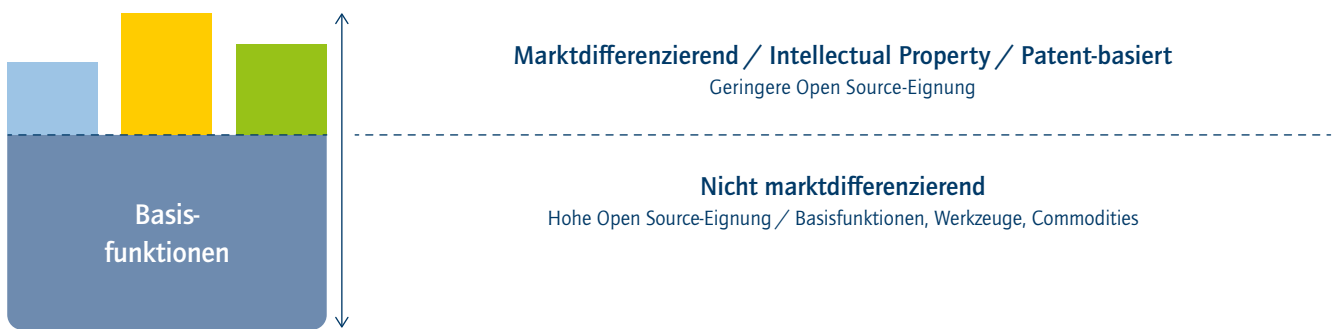 Marktdifferenzierend / Intellectual Property / Patent-basiert
Geringere Open Source-Eignung
Nicht marktdifferenzierend
Hohe Open Source-Eignung / Basisfunktionen, Werkzeuge, Commodities
Basis-
funktionen